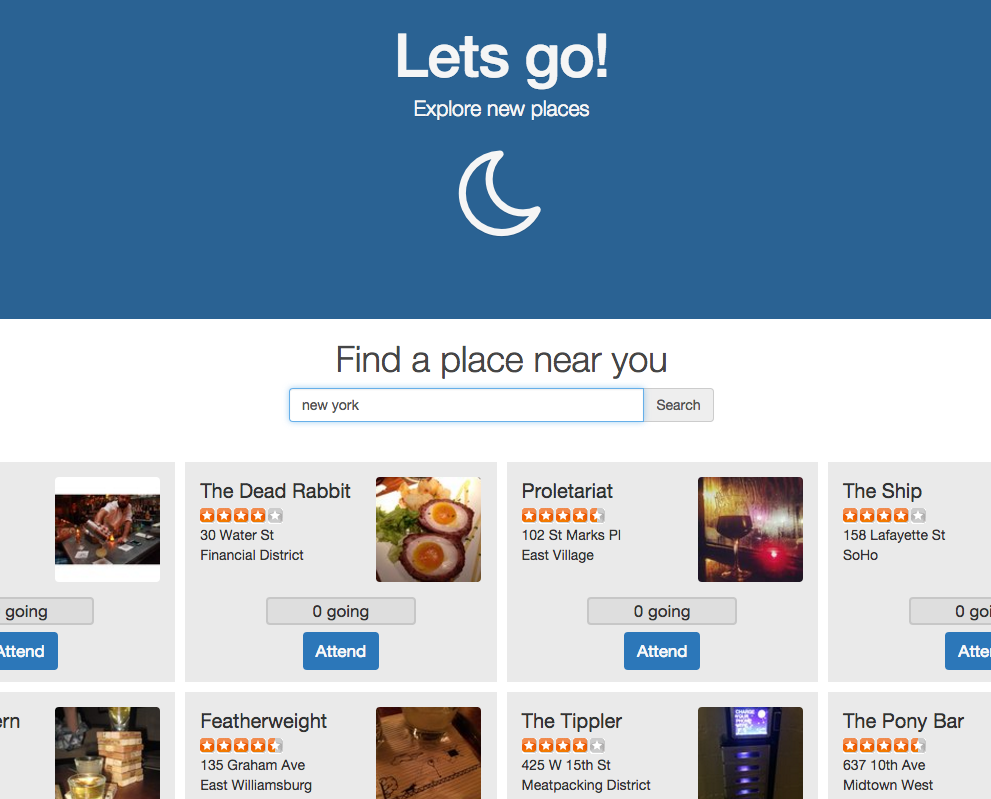 Lets go!
Explore new places
Find a place near you
new york
Search
going
Attend
The Dead Rabbit
30 Water St
Financial District
0 going
Attend
Proletariat
102 St Marks Pl
East Village
0 going
Attend
The Ship
158 Lafayette St
SoHo
0 goi
Atte
ern
Featherweight
135 Graham Ave
East Williamsburg
The Tippler
425 W 15th St
Meatpacking District
CHARGE
YOUR
PHONE
The Pony Bar
637 10th Ave
Midtown West